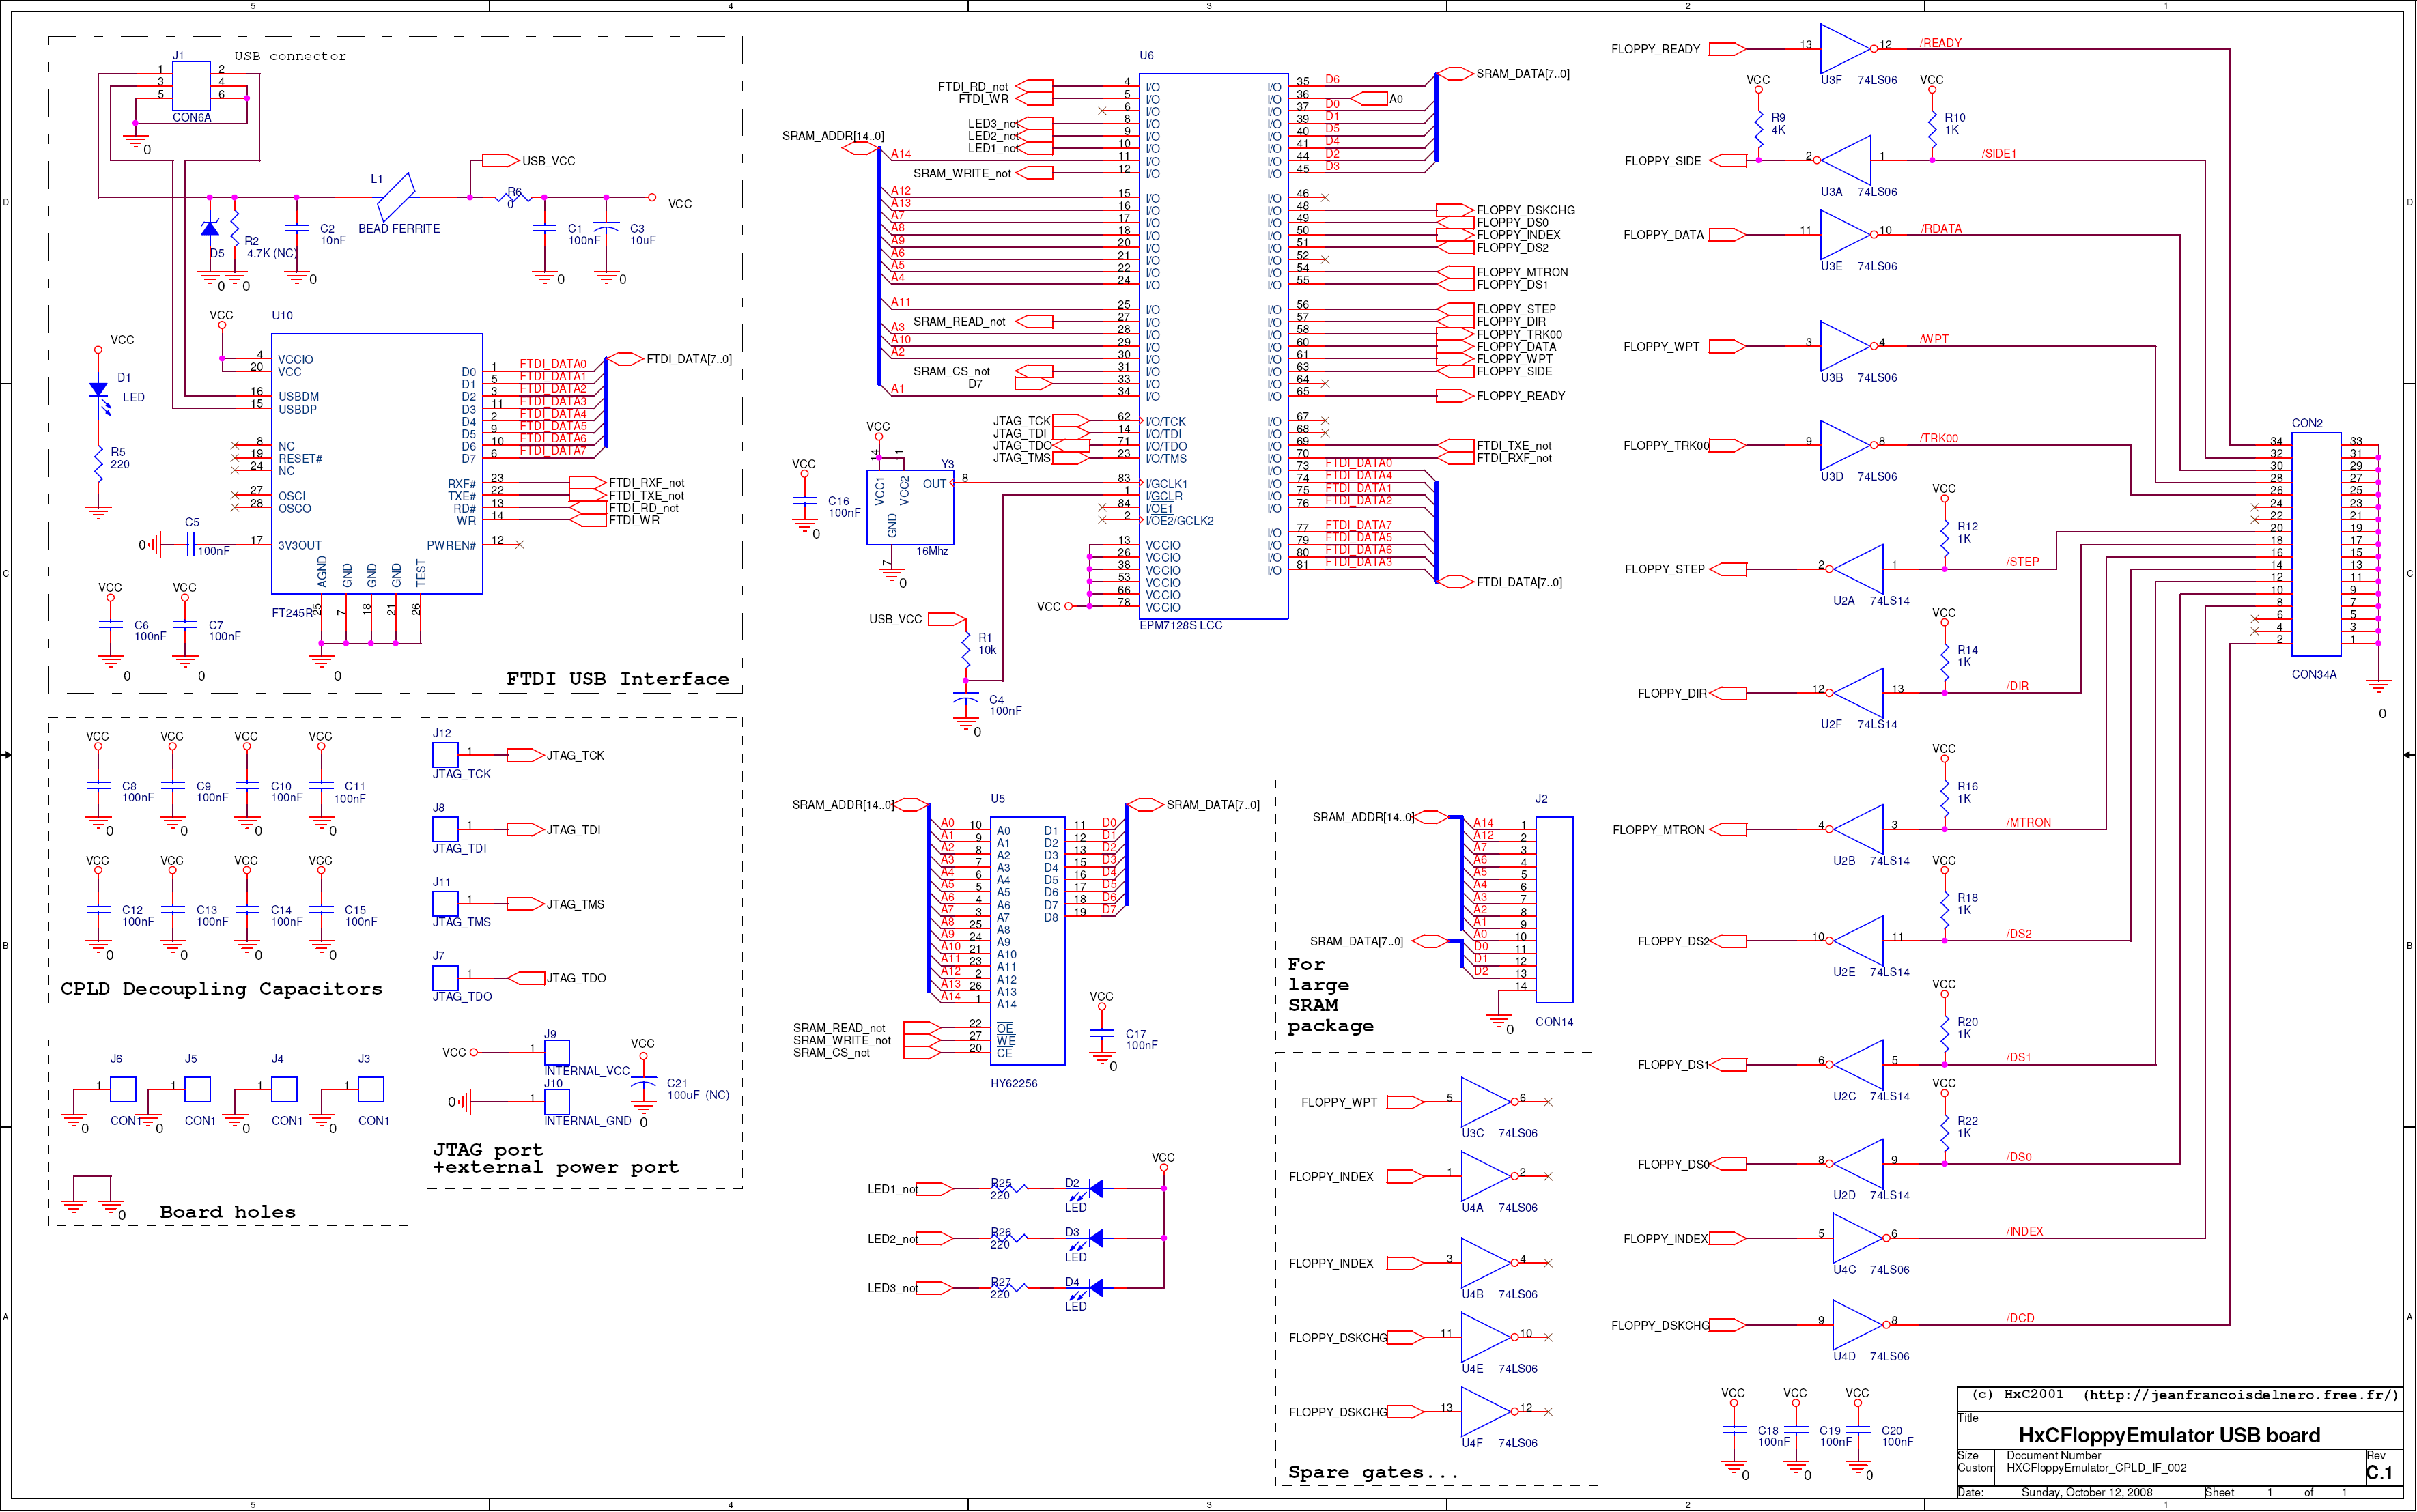 5 4 3 2 1
USB connector
J1
1 2
3 4
5 6
CON6A
0
USB_VCC
L1
BEAD FERRITE
R6
0
VCC
D5
R2
4.7K (NC)
C2
10nF
C1
100nF
C3
10uF
0 0 0 0 0
VCC
U10
VCC
D1
LED
R5
220
4 VCCIO
20 VCC
16 USBDM
15 USBDP
8 NC
19 RESET#
24 NC
27 OSCI
28 OSCO
17 3V3OUT
D0 1 FTDI_DATA0
D1 5 FTDI_DATA1
D2 3 FTDI_DATA2
D3 11 FTDI_DATA3
D4 2 FTDI_DATA4
D5 9 FTDI_DATA5
D6 10 FTDI_DATA6
D7 6 FTDI_DATA7
FTDI_DATA[7..0]
RXF# 23 FTDI_RXF_not
TXE# 22 FTDI_TXE_not
RD# 13 FTDI_RD_not
WR 14 FTDI_WR
PWREN# 12
AGND GND GND GND TEST
25 7 18 21 26
FT245R
0
C5
100nF
0
VCC VCC
C6
100nF
C7
100nF
0 0
FTDI USB Interface
VCC VCC VCC VCC
C8
100nF
C9
100nF
C10
100nF
C11
100nF
0 0 0 0
VCC VCC VCC VCC
C12
100nF
C13
100nF
C14
100nF
C15
100nF
0 0 0 0
CPLD Decoupling Capacitors
J6 J5 J4 J3
1 1 1 1
CON1 CON1 CON1 CON1
0 0 0 0
0
Board holes
J12
1 JTAG_TCK
JTAG_TCK
J8
1 JTAG_TDI
JTAG_TDI
J11
1 JTAG_TMS
JTAG_TMS
J7
1 JTAG_TDO
JTAG_TDO
J9
VCC 1
INTERNAL_VCC
J10
0 1
INTERNAL_GND
VCC
C21
100uF (NC)
0
JTAG port
+external power port
U6
FTDI_RD_not 4 I/O
FTDI_WR 5 I/O
6 I/O
LED3_not 8 I/O
LED2_not 9 I/O
LED1_not 10 I/O
SRAM_ADDR[14..0]
A14 11 I/O
SRAM_WRITE_not 12 I/O
A12 15 I/O
A13 16 I/O
A7 17 I/O
A8 18 I/O
A9 20 I/O
A6 21 I/O
A5 22 I/O
A4 24 I/O
A11 25 I/O
SRAM_READ_not 27 I/O
A3 28 I/O
A10 29 I/O
A2 30 I/O
SRAM_CS_not 31 I/O
D7 33 I/O
A1 34 I/O
JTAG_TCK 62 I/O/TCK
JTAG_TDI 14 I/O/TDI
JTAG_TDO 71 I/O/TDO
JTAG_TMS 23 I/O/TMS
83 I/GCLK1
1 I/GCLR
84 I/OE1
2 I/OE2/GCLK2
13 VCCIO
26 VCCIO
38 VCCIO
53 VCCIO
66 VCCIO
78 VCCIO
VCC
EPM7128S LCC
I/O 35 D6
SRAM_DATA[7..0]
I/O 36 A0
I/O 37 D0
I/O 39 D1
I/O 40 D5
I/O 41 D4
I/O 44 D2
I/O 45 D3
I/O 46
I/O 48 FLOPPY_DSKCHG
I/O 49 FLOPPY_DS0
I/O 50 FLOPPY_INDEX
I/O 51 FLOPPY_DS2
I/O 52
I/O 54 FLOPPY_MTRON
I/O 55 FLOPPY_DS1
I/O 56 FLOPPY_STEP
I/O 57 FLOPPY_DIR
I/O 58 FLOPPY_TRK00
I/O 60 FLOPPY_DATA
I/O 61 FLOPPY_WPT
I/O 63 FLOPPY_SIDE
I/O 64
I/O 65 FLOPPY_READY
I/O 67
I/O 68
I/O 69 FTDI_TXE_not
I/O 70 FTDI_RXF_not
I/O 73 FTDI_DATA0
I/O 74 FTDI_DATA4
I/O 75 FTDI_DATA1
I/O 76 FTDI_DATA2
I/O 77 FTDI_DATA7
I/O 79 FTDI_DATA5
I/O 80 FTDI_DATA6
I/O 81 FTDI_DATA3
FTDI_DATA[7..0]
VCC
C16
100nF
0
VCC
14 1
Y3
VCC1 VCC2 OUT 8
GND
16Mhz
7
0
USB_VCC
R1
10k
C4
100nF
0
SRAM_ADDR[14..0] U5 SRAM_DATA[7..0]
A0 10 A0 D1 11 D0
A1 9 A1 D2 12 D1
A2 8 A2 D3 13 D2
A3 7 A3 D4 15 D3
A4 6 A4 D5 16 D4
A5 5 A5 D6 17 D5
A6 4 A6 D7 18 D6
A7 3 A7 D8 19 D7
A8 25 A8
A9 24 A9
A10 21 A10
A11 23 A11
A12 2 A12
A13 26 A13
A14 1 A14
SRAM_READ_not 22 OE
SRAM_WRITE_not 27 WE
SRAM_CS_not 20 CE
HY62256
VCC
C17
100nF
0
VCC
LED1_not R25
220
D2
LED
LED2_not R26
220
D3
LED
LED3_not R27
220
D4
LED
J2
SRAM_ADDR[14..0]
A14 1
A12 2
A7 3
A6 4
A5 5
A4 6
A3 7
A2 8
A1 9
SRAM_DATA[7..0]
A0 10
D0 11
D1 12
D2 13
14
0
CON14
For
large
SRAM
package
FLOPPY_WPT 5 6
U3C 74LS06
FLOPPY_INDEX 1 2
U4A 74LS06
FLOPPY_INDEX 3 4
U4B 74LS06
FLOPPY_DSKCHG 11 10
U4E 74LS06
FLOPPY_DSKCHG 13 12
U4F 74LS06
Spare gates...
FLOPPY_READY 13 12 /READY
U3F 74LS06
VCC VCC
R9
4K
R10
1K
FLOPPY_SIDE 2 1 /SIDE1
U3A 74LS06
FLOPPY_DATA 11 10 /RDATA
U3E 74LS06
FLOPPY_WPT 3 4 /WPT
U3B 74LS06
FLOPPY_TRK00 9 8 /TRK00
U3D 74LS06
VCC
R12
1K
FLOPPY_STEP 2 1 /STEP
U2A 74LS14
VCC
R14
1K
FLOPPY_DIR 12 13 /DIR
U2F 74LS14
VCC
R16
1K
FLOPPY_MTRON 4 3 /MTRON
U2B 74LS14
VCC
R18
1K
FLOPPY_DS2 10 11 /DS2
U2E 74LS14
VCC
R20
1K
FLOPPY_DS1 6 5 /DS1
U2C 74LS14
VCC
R22
1K
FLOPPY_DS0 8 9 /DS0
U2D 74LS14
FLOPPY_INDEX 5 6 /INDEX
U4C 74LS06
FLOPPY_DSKCHG 9 8 /DCD
U4D 74LS06
CON2
34 33
32 31
30 29
28 27
26 25
24 23
22 21
20 19
18 17
16 15
14 13
12 11
10 9
8 7
6 5
4 3
2 1
CON34A
0
VCC VCC VCC
C18
100nF
C19
100nF
C20
100nF
0 0 0
(c) HxC2001 (http://jeanfrancoisdelnero.free.fr/)
Title
HxCFloppyEmulator USB board
Size Document Number Rev
Custom HXCFloppyEmulator_CPLD_IF_002 C.1
Date: Sunday, October 12, 2008 Sheet 1 of 1
D D
C C
B B
A A
5 4 3 2 1